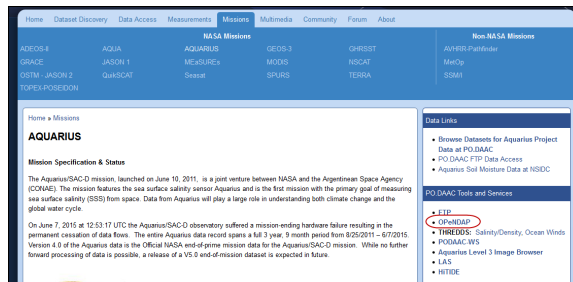 Home Dataset Discovery Data Access Measurements Missions Multimedia Community Forum About
NASA Missions Non-NASA Missions
ADEOS-II AQUA AQUARIUS GEOS-3 GHRSST AVHRR-Pathfinder
GRACE JASON 1 MEaSUREs MODIS NSCAT MetOp
OSTM - JASON 2 QuikSCAT Seasat SPURS TERRA SSM/I
TOPEX-POSEIDON
Home » Missions
AQUARIUS
Mission Specification & Status
The Aquarius/SAC-D mission, launched on June 10, 2011, is a joint venture between NASA and the Argentinean Space Agency
(CONAE). The mission features the sea surface salinity sensor Aquarius and is the first mission with the primary goal of measuring
sea surface salinity (SSS) from space. Data from Aquarius will play a large role in understanding both climate change and the
global water cycle.
On June 7, 2015 at 12:53:17 UTC the Aquarius/SAC-D observatory suffered a mission-ending hardware failure resulting in the
permanent cessation of data flows. The entire Aquarius data record spans a full 3 year, 9 month period from 8/25/2011 – 6/7/2015.
Version 4.0 of the Aquarius data is the Official NASA end-of-prime mission data for the Aquarius/SAC-D mission. While no further
forward processing of data is possible, a release of a V5.0 end-of-mission dataset is expected in future.
Data Links
Browse Datasets for Aquarius Project
Data at PO.DAAC
PO.DAAC FTP Data Access
Aquarius Soil Moisture Data at NSIDC
PO.DAAC Tools and Services
FTP
OPeNDAP
THREDDS: Salinity/Density, Ocean Winds
PODAAC-WS
Aquarius Level 3 Image Browser
LAS
HiTIDE